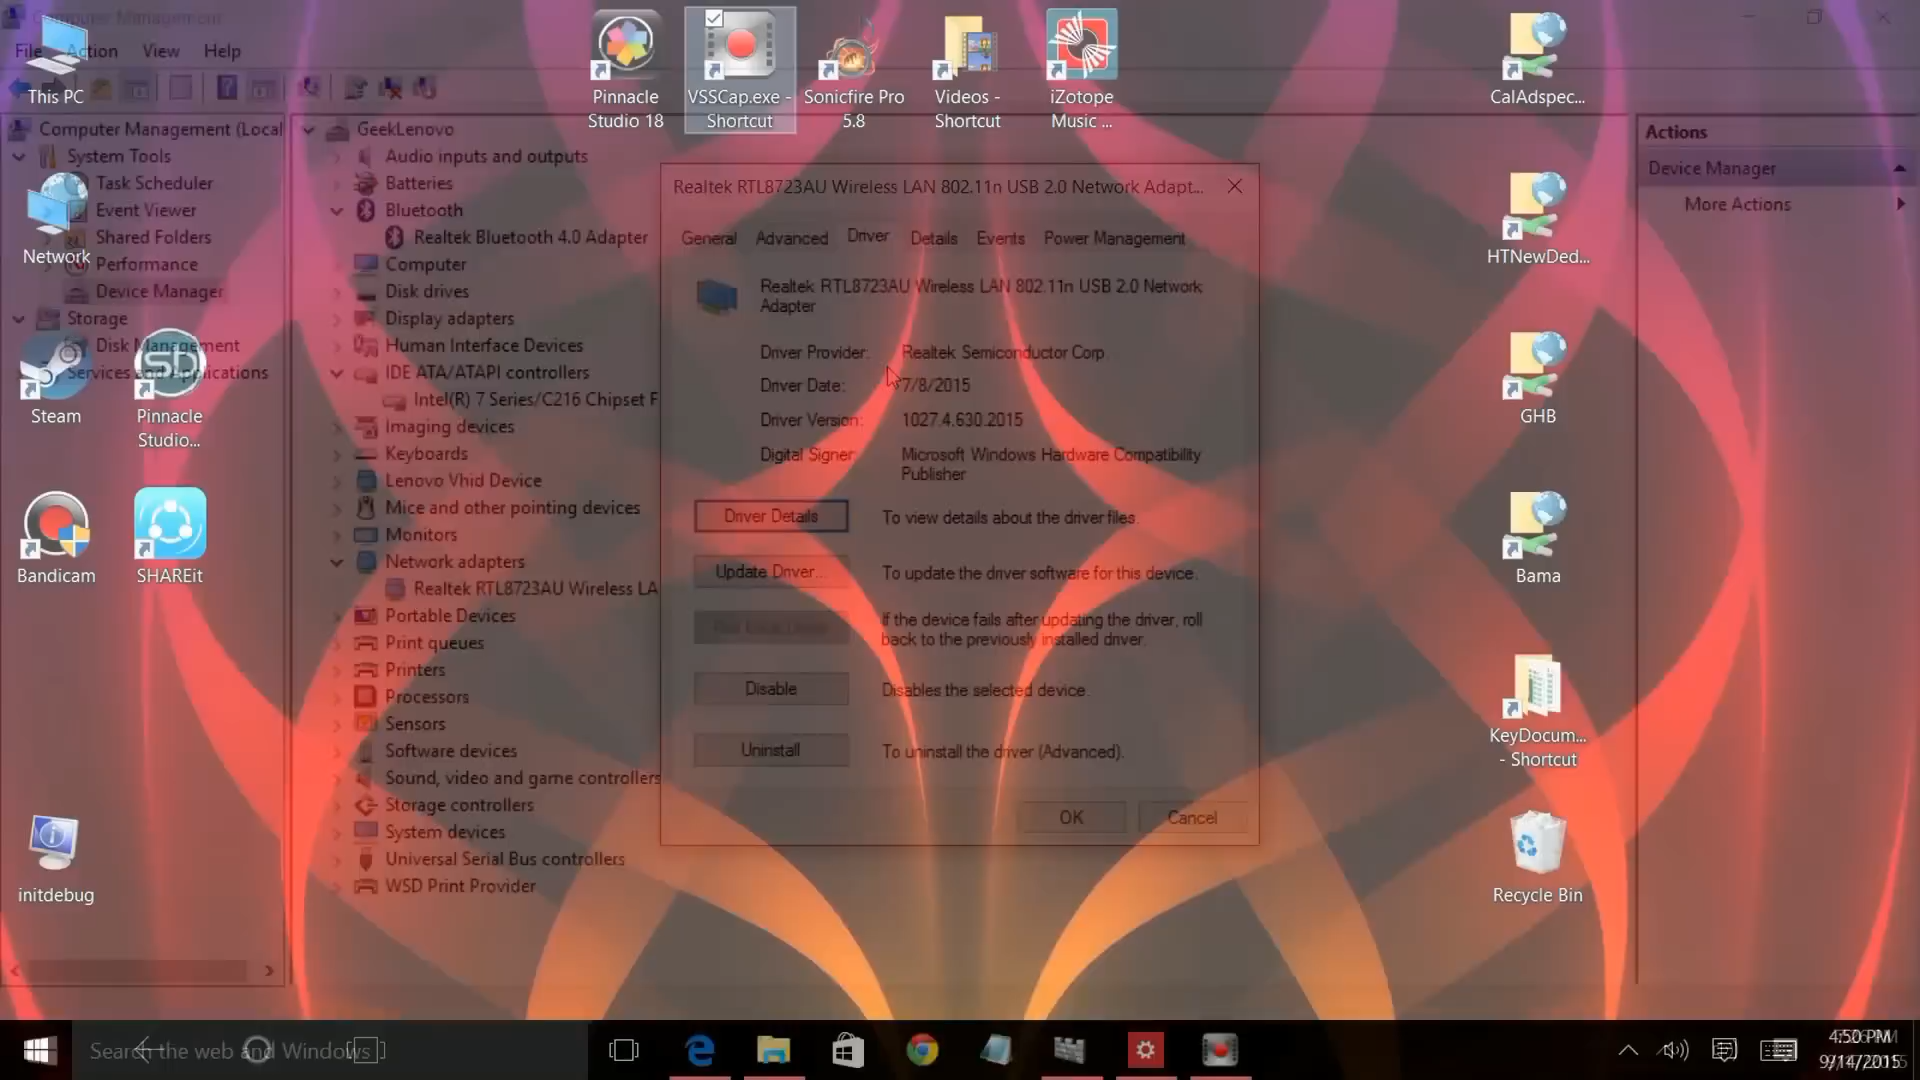 Computer Management
File Action View Help
This PC
Network
Steam
Pinnacle
Studio...
Bandicam
SHAREit
initdebug
Pinnacle
Studio 18
VSSCap.exe -
Shortcut
Sonicfire Pro
5.8
Videos -
Shortcut
iZotope
Music ...
CalAdspec...
HTNewDed...
GHB
Bama
KeyDocum...
- Shortcut
Recycle Bin
Computer Management (Local
System Tools
Task Scheduler
Event Viewer
Shared Folders
Performance
Device Manager
Storage
Disk Management
Services and Applications
GeekLenovo
Audio inputs and outputs
Batteries
Bluetooth
Realtek Bluetooth 4.0 Adapter
Computer
Disk drives
Display adapters
Human Interface Devices
IDE ATA/ATAPI controllers
Intel(R) 7 Series/C216 Chipset F
Imaging devices
Keyboards
Lenovo Vhid Device
Mice and other pointing devices
Monitors
Network adapters
Realtek RTL8723AU Wireless LA
Portable Devices
Print queues
Printers
Processors
Sensors
Software devices
Sound, video and game controllers
Storage controllers
System devices
Universal Serial Bus controllers
WSD Print Provider
Realtek RTL8723AU Wireless LAN 802.11n USB 2.0 Network Adapt...
General Advanced Driver Details Events Power Management
Realtek RTL8723AU Wireless LAN 802.11n USB 2.0 Network
Adapter
Driver Provider: Realtek Semiconductor Corp.
Driver Date: 7/8/2015
Driver Version: 1027.4.630.2015
Digital Signer: Microsoft Windows Hardware Compatibility
Publisher
Driver Details To view details about the driver files.
Update Driver... To update the driver software for this device.
If the device fails after updating the driver, roll
back to the previously installed driver.
Disable Disables the selected device.
Uninstall To uninstall the driver (Advanced).
OK Cancel
Actions
Device Manager
More Actions
Search the web and Windows
4:50 PM
9/14/2015